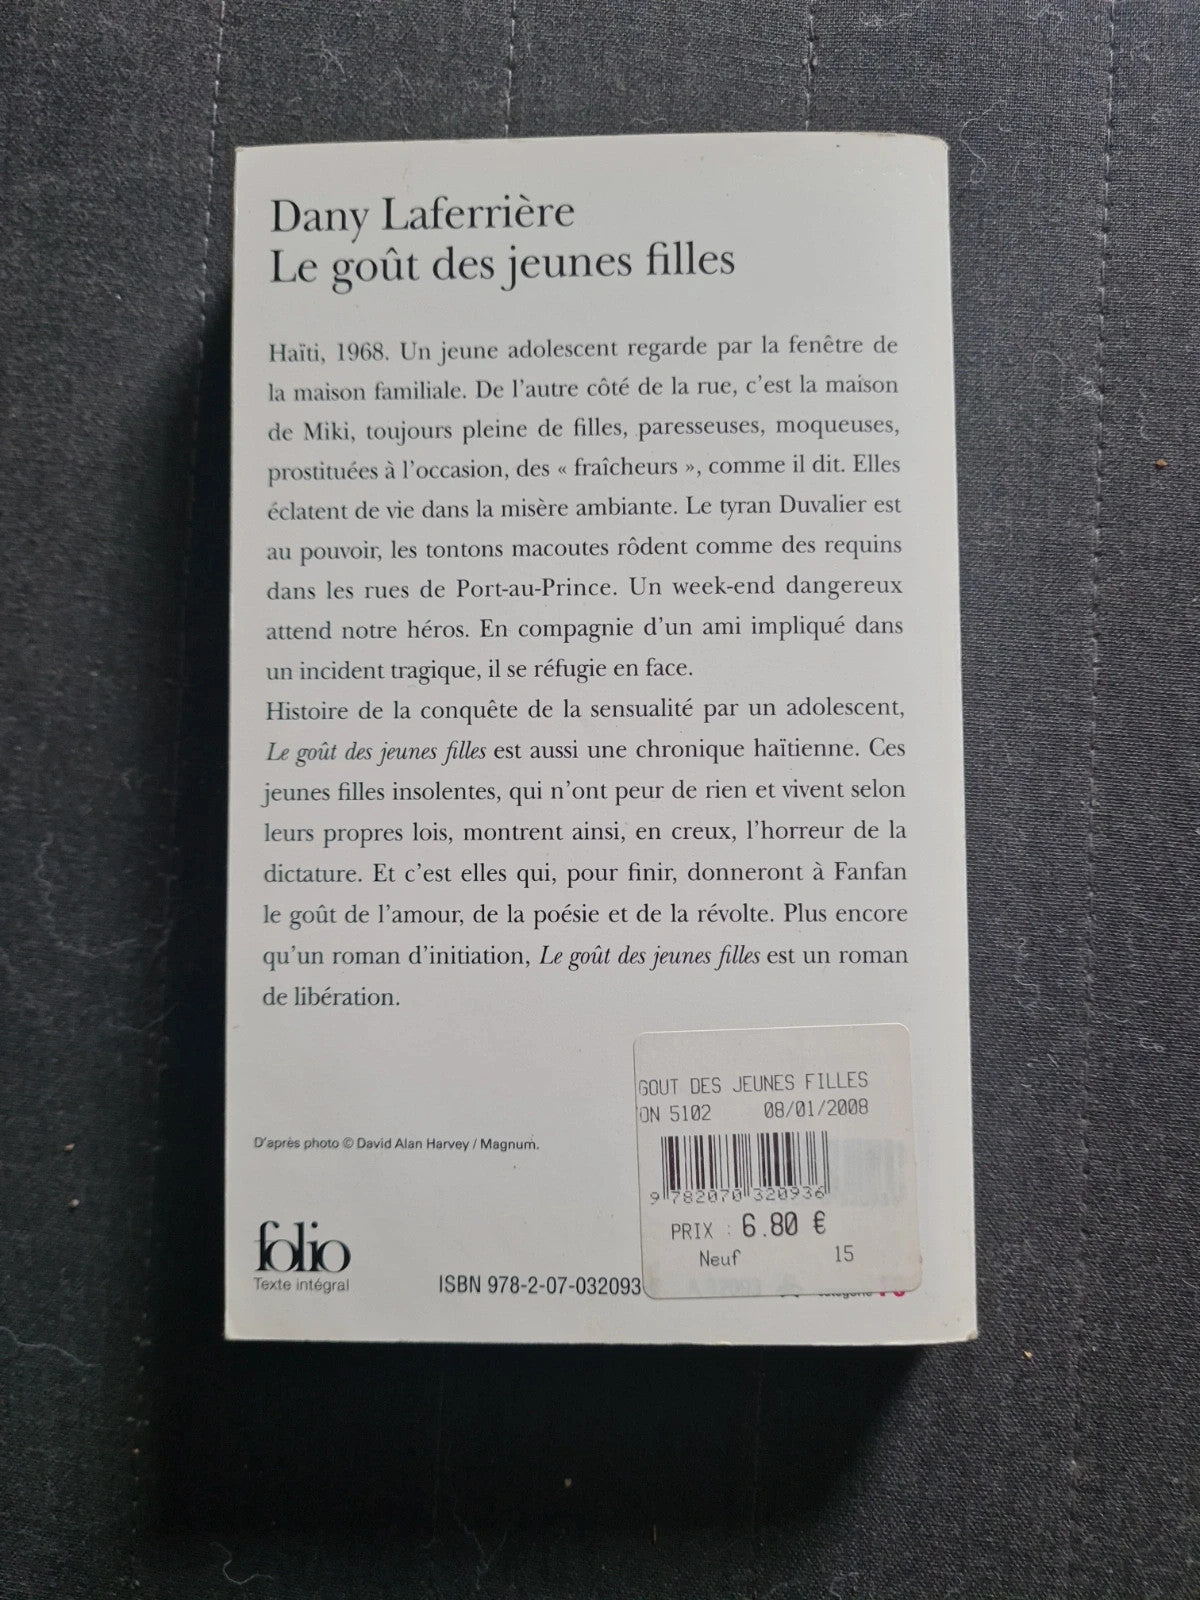 Dany Laferrière
Le goût des jeunes filles
Haïti, 1968. Un jeune adolescent regarde par la fenêtre de
la maison familiale. De l'autre côté de la rue, c'est la maison
de Miki, toujours pleine de filles, paresseuses, moqueuses,
prostituées à l'occasion, des « fraîcheurs », comme il dit. Elles
éclatent de vie dans la misère ambiante. Le tyran Duvalier est
au pouvoir, les tontons macoutes rôdent comme des requins
dans les rues de Port-au-Prince. Un week-end dangereux
attend notre héros. En compagnie d'un ami impliqué dans
un incident tragique, il se réfugie en face.
Histoire de la conquête de la sensualité par un adolescent,
Le goût des jeunes filles est aussi une chronique haïtienne. Ces
jeunes filles insolentes, qui n'ont peur de rien et vivent selon
leurs propres lois, montrent ainsi, en creux, l'horreur de la
dictature. Et c'est elles qui, pour finir, donneront à Fanfan
le goût de l'amour, de la poésie et de la révolte. Plus encore
qu'un roman d'initiation, Le goût des jeunes filles est un roman
de libération.
GOUT DES JEUNES FILLES
ON 5102 08/01/2008
9 782070 320936
PRIX : 6.80 €
Neuf 15
D'après photo © David Alan Harvey / Magnum.
folio
Texte intégral
ISBN 978-2-07-032093